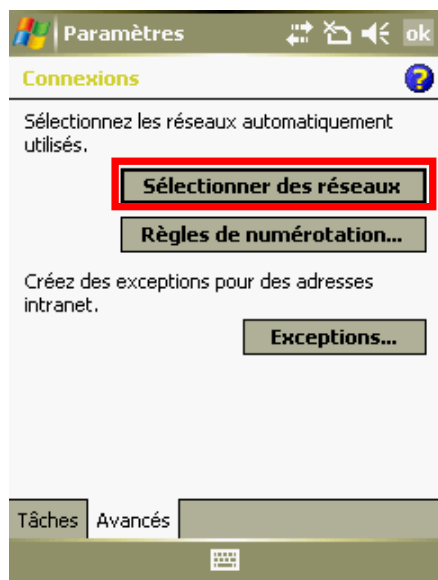 Paramètres
ok
Connexions
?
Sélectionnez les réseaux automatiquement
utilisés.
Sélectionner des réseaux
Règles de numérotation...
Créez des exceptions pour des adresses
intranet.
Exceptions...
Tâches Avancés